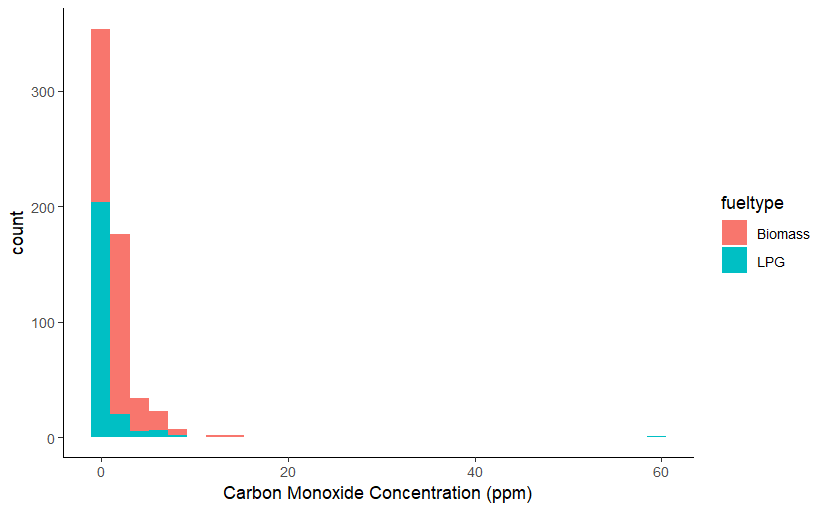 300
200
100
0
count
0 20 40 60
Carbon Monoxide Concentration (ppm)
fueltype
Biomass
LPG